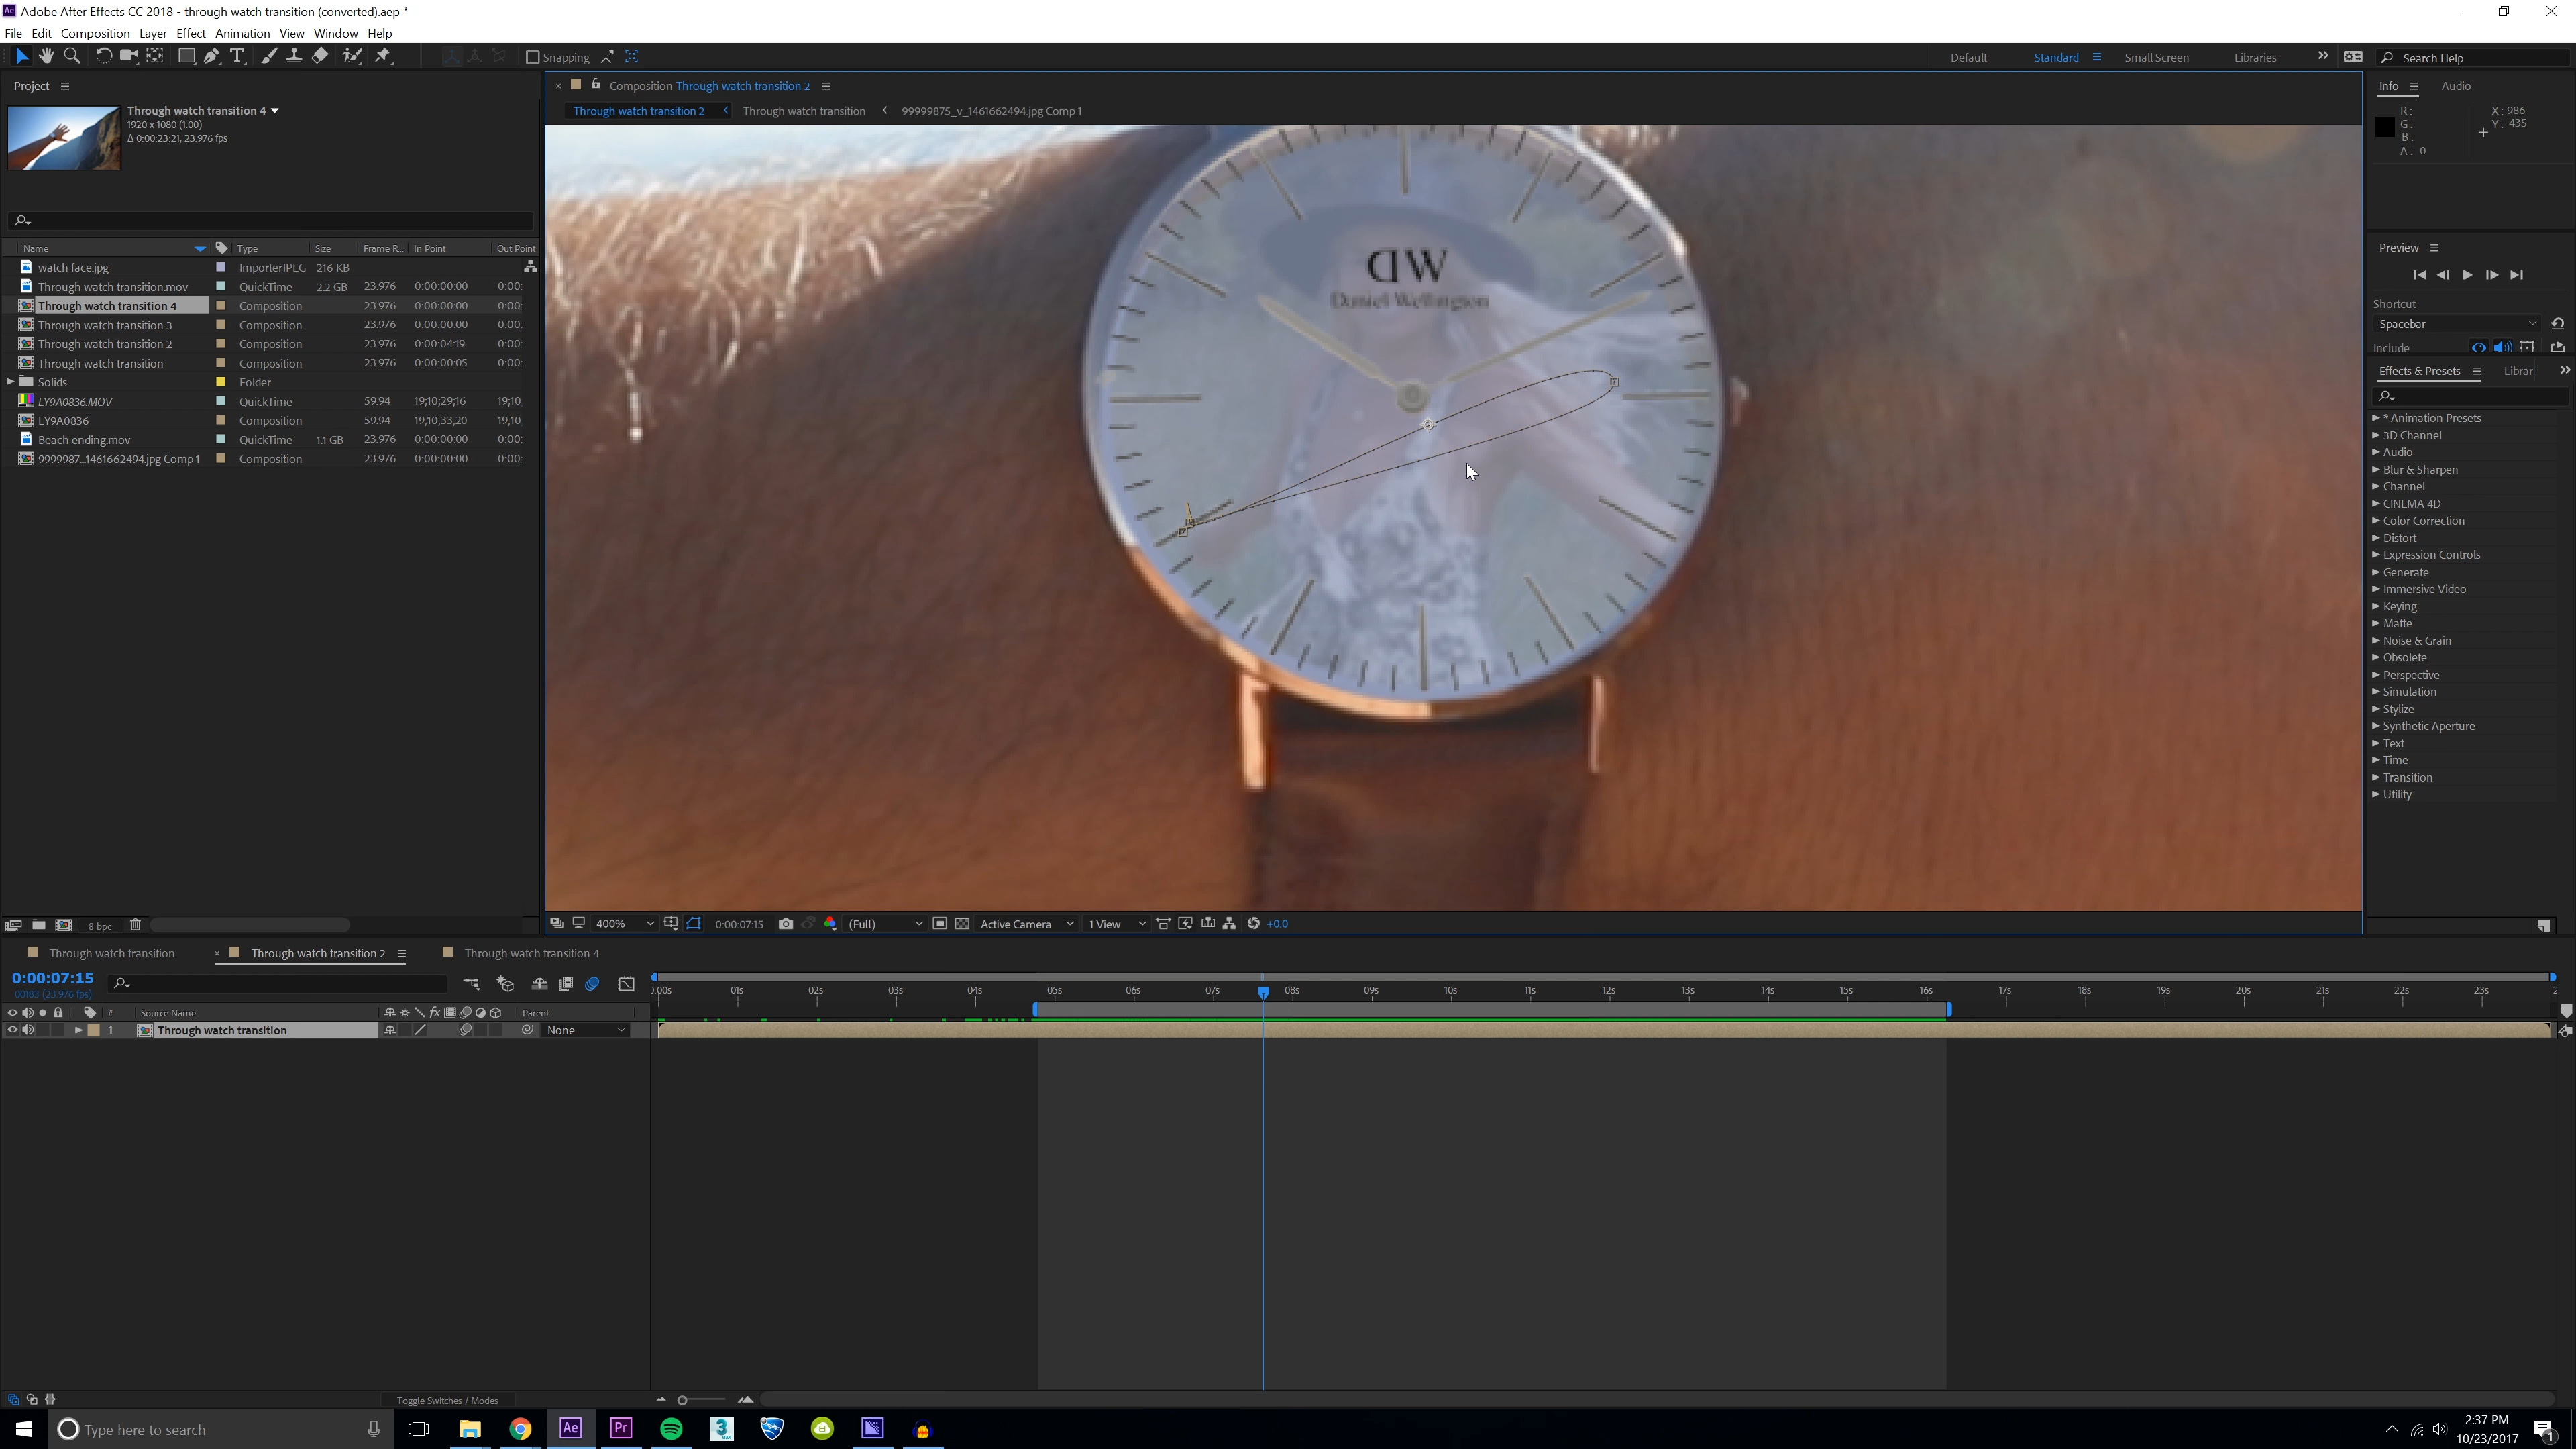 Adobe After Effects CC 2018 - through watch transition (converted).aep *
File Edit Composition Layer Effect Animation View Window Help
Snapping
Default Standard Small Screen Libraries Search Help
Project
Through watch transition 4
1920 x 1080 (1.00)
Δ 0:00:23:21, 23.976 fps
Name Type Size Frame R... In Point Out Point
watch face.jpg ImporterJPEG 216 KB
Through watch transition.mov QuickTime 2.2 GB 23.976 0:00:00:00 0:00:
Through watch transition 4 Composition 23.976 0:00:00:00 0:00:
Through watch transition 3 Composition 23.976 0:00:00:00 0:00:
Through watch transition 2 Composition 23.976 0:00:04:19 0:00:
Through watch transition Composition 23.976 0:00:00:05 0:00:
Solids Folder
LY9A0836.MOV QuickTime 59.94 19;10;29;16 19;10,
LY9A0836 Composition 59.94 19;10;33;20 19;10
Beach ending.mov QuickTime 1.1 GB 23.976 0:00:00:00 0:00:
9999987...1461662494.jpg Comp 1 Composition 23.976 0:00:00:00 0:00:
8 bpc
Composition Through watch transition 2
Through watch transition 2 Through watch transition 99999875_v_1461662494.jpg Comp 1
DW
Daniel Wellington
400% 0:00:07:15 (Full) Active Camera 1 View +0.0
Info Audio
R: X: 986
G: Y: 435
B:
A: 0
Preview
Shortcut
Spacebar
Include:
Effects & Presets Librari
* Animation Presets
3D Channel
Audio
Blur & Sharpen
Channel
CINEMA 4D
Color Correction
Distort
Expression Controls
Generate
Immersive Video
Keying
Matte
Noise & Grain
Obsolete
Perspective
Simulation
Stylize
Synthetic Aperture
Text
Time
Transition
Utility
Through watch transition Through watch transition 2 Through watch transition 4
0:00:07:15
00183 (23.976 fps)
):00s 01s 02s 03s 04s 05s 06s 07s 08s 09s 10s 11s 12s 13s 14s 15s 16s 17s 18s 19s 20s 21s 22s 23s 2
# Source Name fx Parent
1 Through watch transition None
Toggle Switches / Modes
Type here to search
Ae Pr 3
2:37 PM
10/23/2017
1